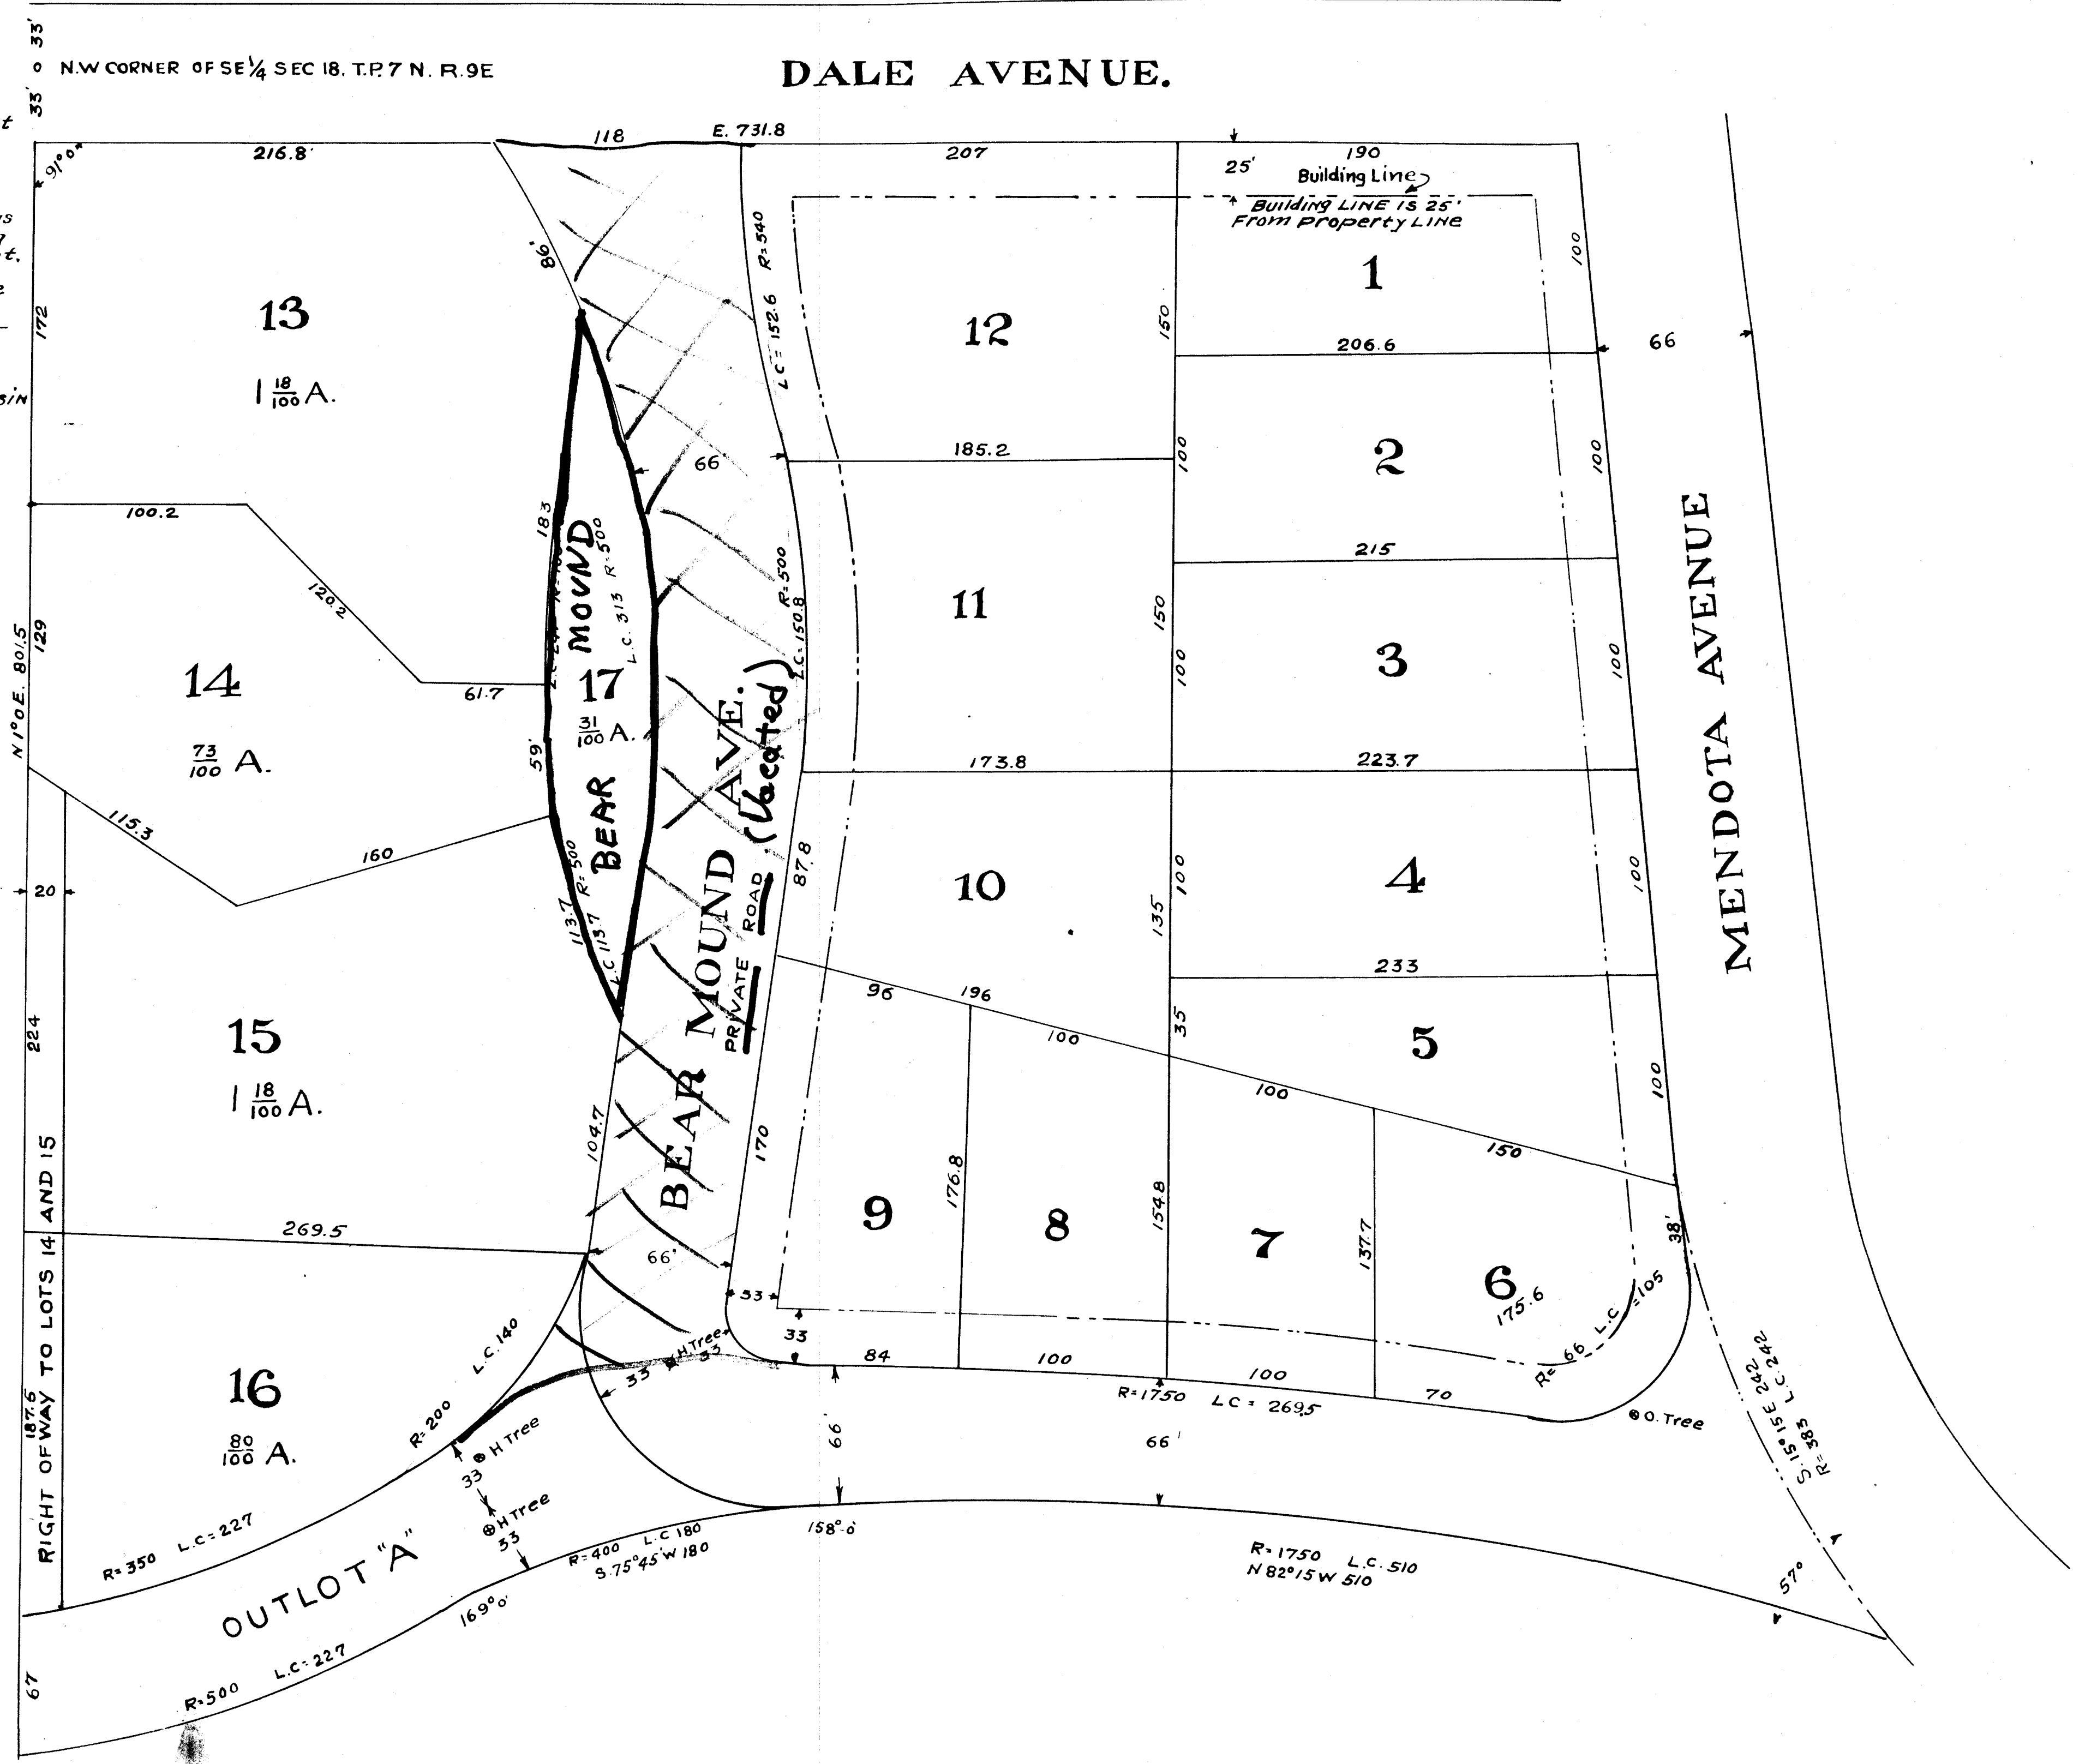 33'
0 N.W CORNER OF SE 1/4 SEC 18. T.P. 7 N. R. 9E
33'
DALE AVENUE.
t
216.8'
118
E. 731.8
207
190
91°0'
25'
Building Line
Building LINE IS 25'
From Property LINE
86'
LC = 152.6 R=540
100
1
13
1 18/100 A.
172
12
150
206.6
66
66
185.2
100
2
100
100.2
183
120.2
MOUND
L.C. 313 R=500
R=500
L.C=150.8
11
150
215
MENDOTA AVENUE
N 1°0 E. 801.5
129
14
73/100 A.
61.7
17
31/100 A.
59'
BEAR
100
3
100
173.8
223.7
BEAR MOUND AVE.
(Vacated)
PRIVATE ROAD
115.3
160
113.7
R=500
L.C 113.7
87.8
10
135
100
4
100
20
233
96
196
100
35
5
100
100
150
224
15
1 18/100 A.
104.7
170
9
176.8
8
154.8
7
137.7
6
175.6
38'
R= 66 L.C =105
269.5
66'
33
33
H Tree
33
33
84
100
100
70
R=1750 LC = 269.5
O. Tree
RIGHT OF WAY TO LOTS 14 AND 15
187.5
16
80/100 A.
L.C. 140
R=200
H Tree
33
H Tree
33
66'
66'
S. 15° 15 E 242
R=383 L.C 242
R=350 L.C=227
OUTLOT "A"
R=400 L.C 180
S.75°45'W 180
158°-0'
R=1750 L.C. 510
N 82°15 W 510
57°
169°0'
R=500 L.C=227
67